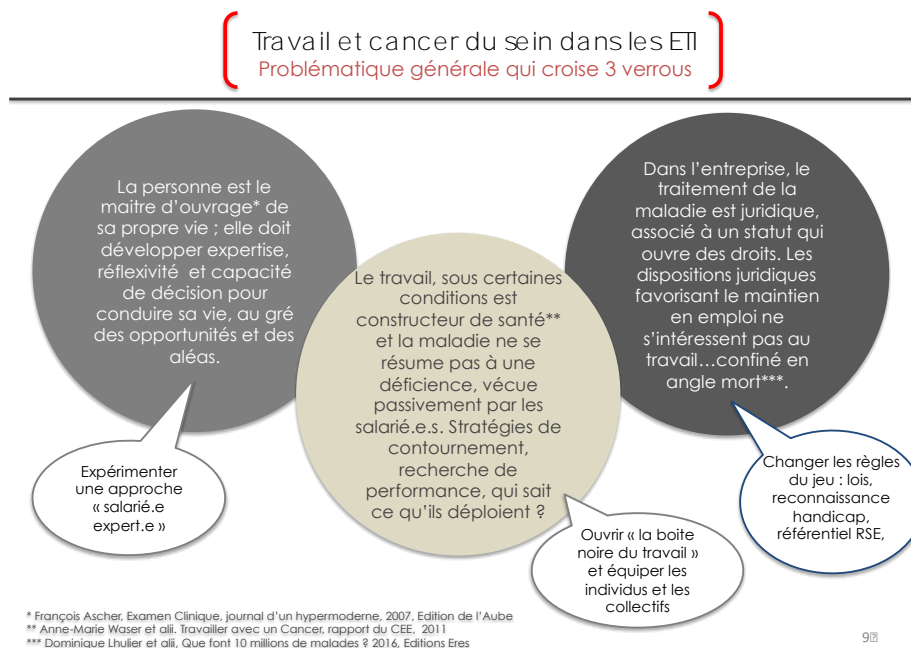 Travail et cancer du sein dans les ETI
Problématique générale qui croise 3 verrous
La personne est le
maitre d'ouvrage* de
sa propre vie ; elle doit
développer expertise,
réflexivité et capacité
de décision pour
conduire sa vie, au gré
des opportunités et des
aléas.
Expérimenter
une approche
« salarié.e
expert.e »
Le travail, sous certaines
conditions est
constructeur de santé**
et la maladie ne se
résume pas à une
déficience, vécue
passivement par les
salarié.e.s. Stratégies de
contournement,
recherche de
performance, qui sait
ce qu'ils déploient ?
Ouvrir « la boite
noire du travail »
et équiper les
individus et les
collectifs
Dans l'entreprise, le
traitement de la
maladie est juridique,
associé à un statut qui
ouvre des droits. Les
dispositions juridiques
favorisant le maintien
en emploi ne
s'intéressent pas au
travail…confiné en
angle mort***.
Changer les règles
du jeu : lois,
reconnaissance
handicap,
référentiel RSE,
* François Ascher, Examen Clinique, journal d'un hypermoderne, 2007, Edition de l'Aube
** Anne-Marie Waser et alii. Travailler avec un Cancer, rapport du CEE, 2011
*** Dominique Lhulier et alii, Que font 10 millions de malades ? 2016, Editions Eres
9